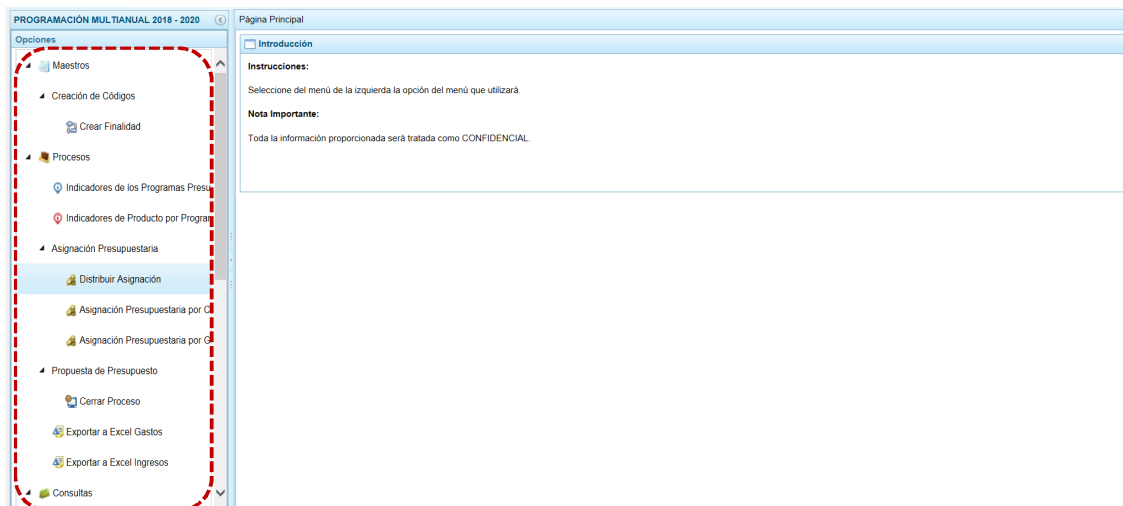 PROGRAMACIÓN MULTIANUAL 2018 - 2020
Opciones
Maestros
Creación de Códigos
Crear Finalidad
Procesos
Indicadores de los Programas Presu
Indicadores de Producto por Program
Asignación Presupuestaria
Distribuir Asignación
Asignación Presupuestaria por C
Asignación Presupuestaria por G
Propuesta de Presupuesto
Cerrar Proceso
Exportar a Excel Gastos
Exportar a Excel Ingresos
Consultas
Página Principal
Introducción
Instrucciones:
Seleccione del menú de la izquierda la opción del menú que utilizará.
Nota Importante:
Toda la información proporcionada será tratada como CONFIDENCIAL.